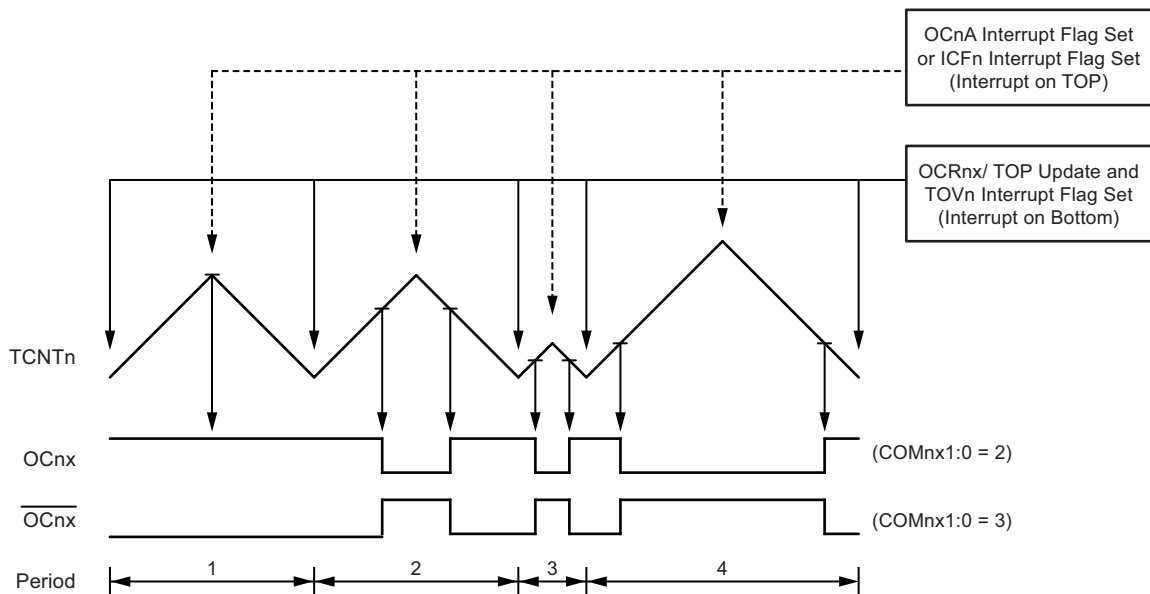 OCnA Interrupt Flag Set
or ICFn Interrupt Flag Set
(Interrupt on TOP)
OCRnx/ TOP Update and
TOVn Interrupt Flag Set
(Interrupt on Bottom)
TCNTn
OCnx
(COMnx1:0 = 2)
OCnx
(COMnx1:0 = 3)
Period
1
2
3
4